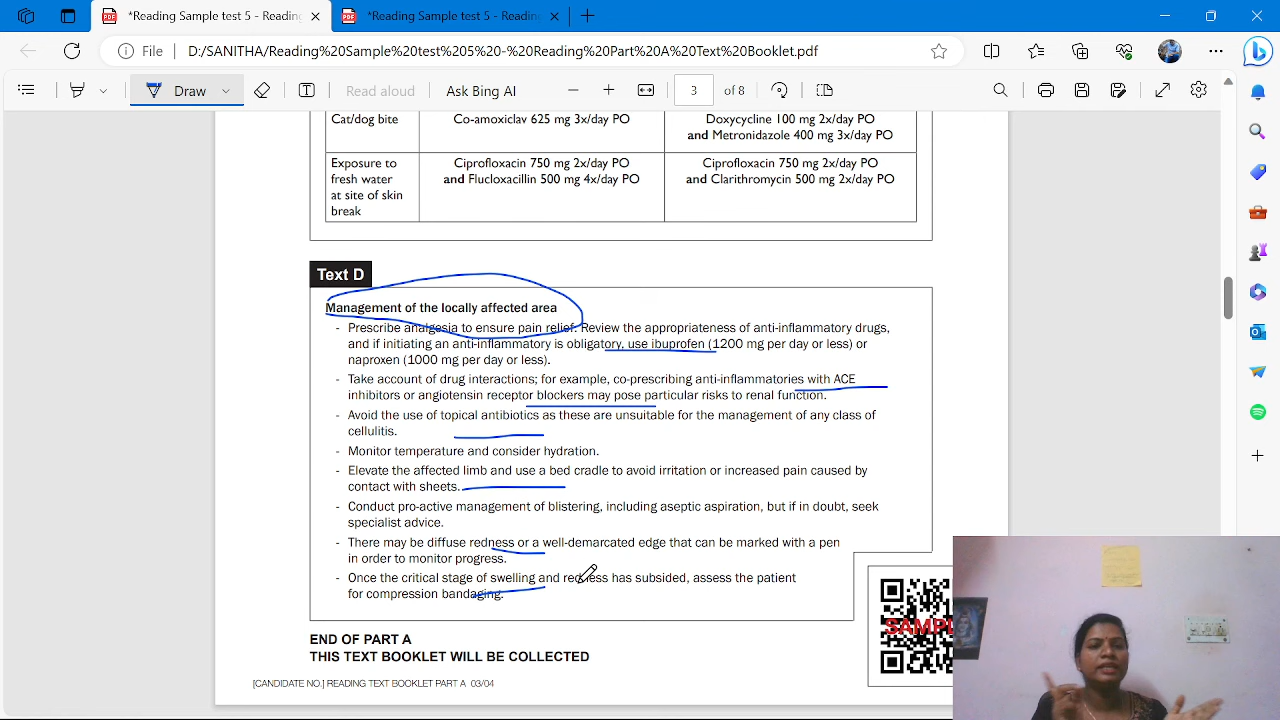 *Reading Sample test 5 - Reading
*Reading Sample test 5 - Reading
File
D:/SANITHA/Reading%20Sample%20test%205%20-%20Reading%20Part%20A%20Text%20Booklet.pdf
Draw
Read aloud
Ask Bing AI
3
of 8
Cat/dog bite
Co-amoxiclav 625 mg 3x/day PO
Doxycycline 100 mg 2x/day PO
and Metronidazole 400 mg 3x/day PO
Exposure to
fresh water
at site of skin
break
Ciprofloxacin 750 mg 2x/day PO
and Flucloxacillin 500 mg 4x/day PO
Ciprofloxacin 750 mg 2x/day PO
and Clarithromycin 500 mg 2x/day PO
Text D
Management of the locally affected area
- Prescribe analgesia to ensure pain relief. Review the appropriateness of anti-inflammatory drugs,
and if initiating an anti-inflammatory is obligatory, use ibuprofen (1200 mg per day or less) or
naproxen (1000 mg per day or less).
- Take account of drug interactions; for example, co-prescribing anti-inflammatories with ACE
inhibitors or angiotensin receptor blockers may pose particular risks to renal function.
- Avoid the use of topical antibiotics as these are unsuitable for the management of any class of
cellulitis.
- Monitor temperature and consider hydration.
- Elevate the affected limb and use a bed cradle to avoid irritation or increased pain caused by
contact with sheets.
- Conduct pro-active management of blistering, including aseptic aspiration, but if in doubt, seek
specialist advice.
- There may be diffuse redness or a well-demarcated edge that can be marked with a pen
in order to monitor progress.
- Once the critical stage of swelling and redness has subsided, assess the patient
for compression bandaging.
SAMPL
END OF PART A
THIS TEXT BOOKLET WILL BE COLLECTED
[CANDIDATE NO.] READING TEXT BOOKLET PART A 03/04